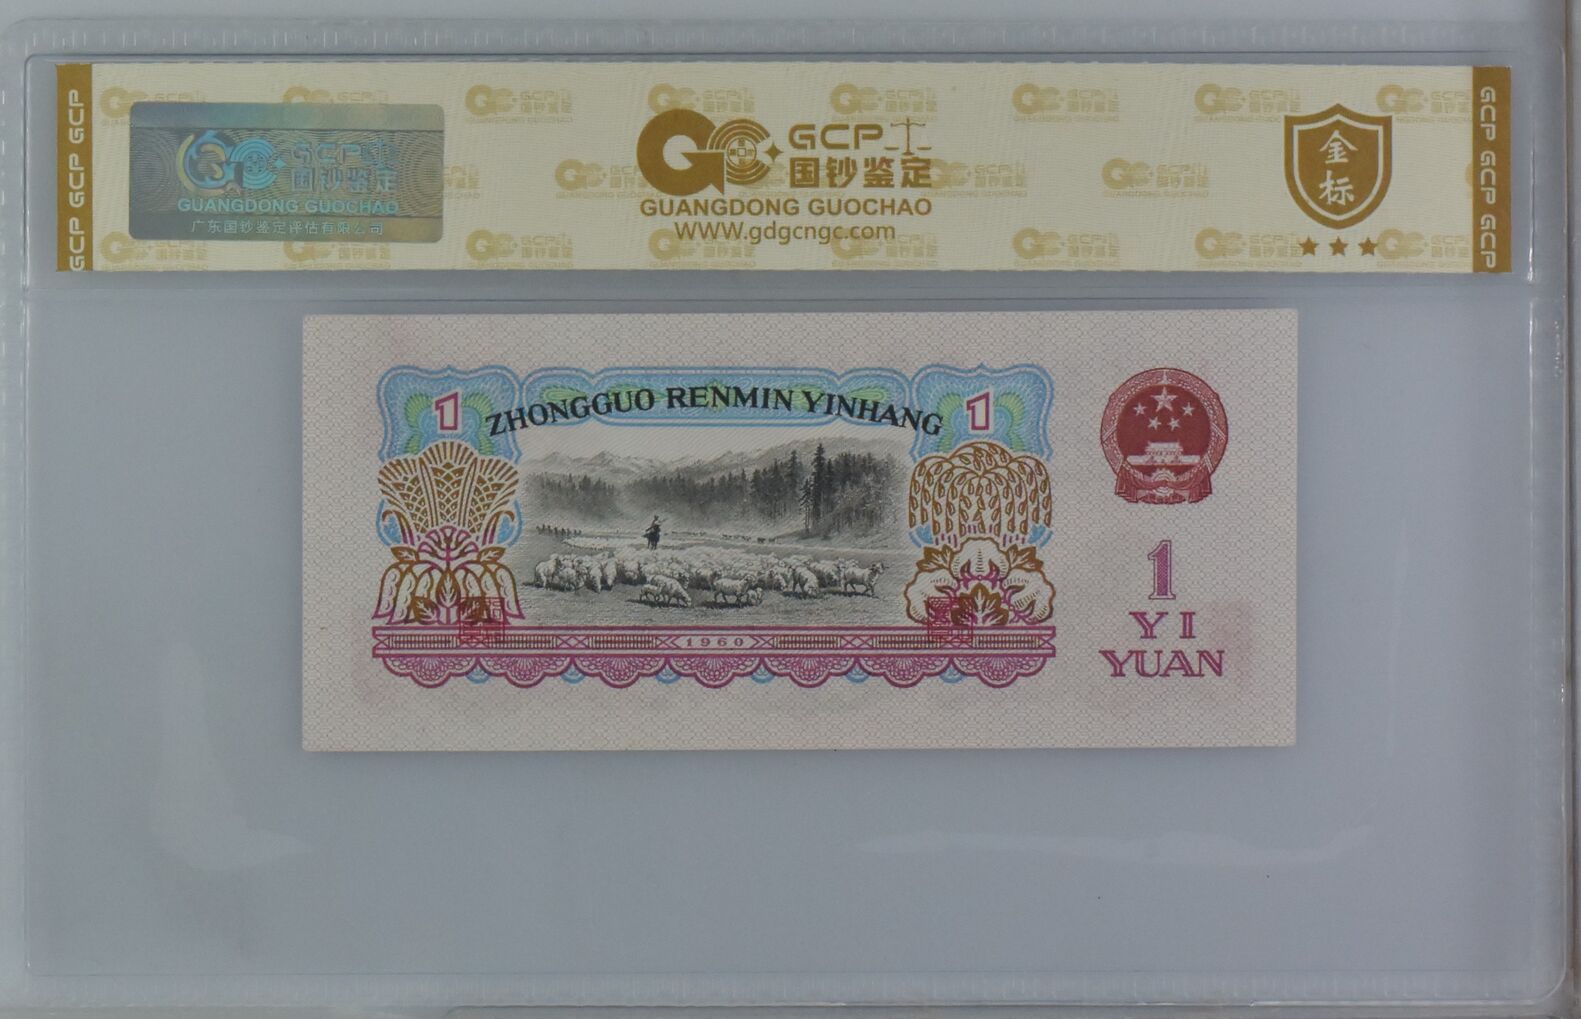 GCP GCP GCP
GCP 国钞鉴定
GUANGDONG GUOCHAO
广东国钞鉴定评估有限公司
GCP
国钞鉴定
GUANGDONG GUOCHAO
WWW.gdgcngc.com
金标
GCP GCP GCP
1
ZHONGGUO RENMIN YINHANG
1
1960
1
YI
YUAN